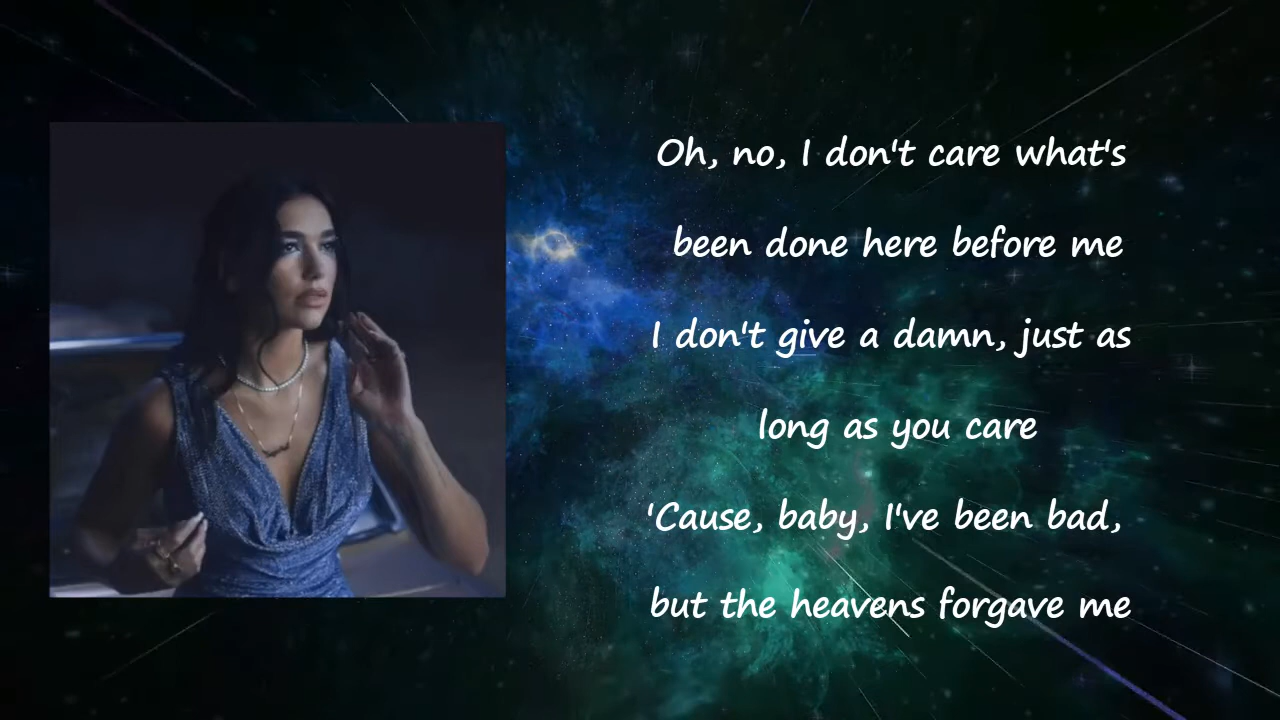 Oh, no, I don't care what's
been done here before me
I don't give a damn, just as
long as you care
'Cause, baby, I've been bad,
but the heavens forgave me